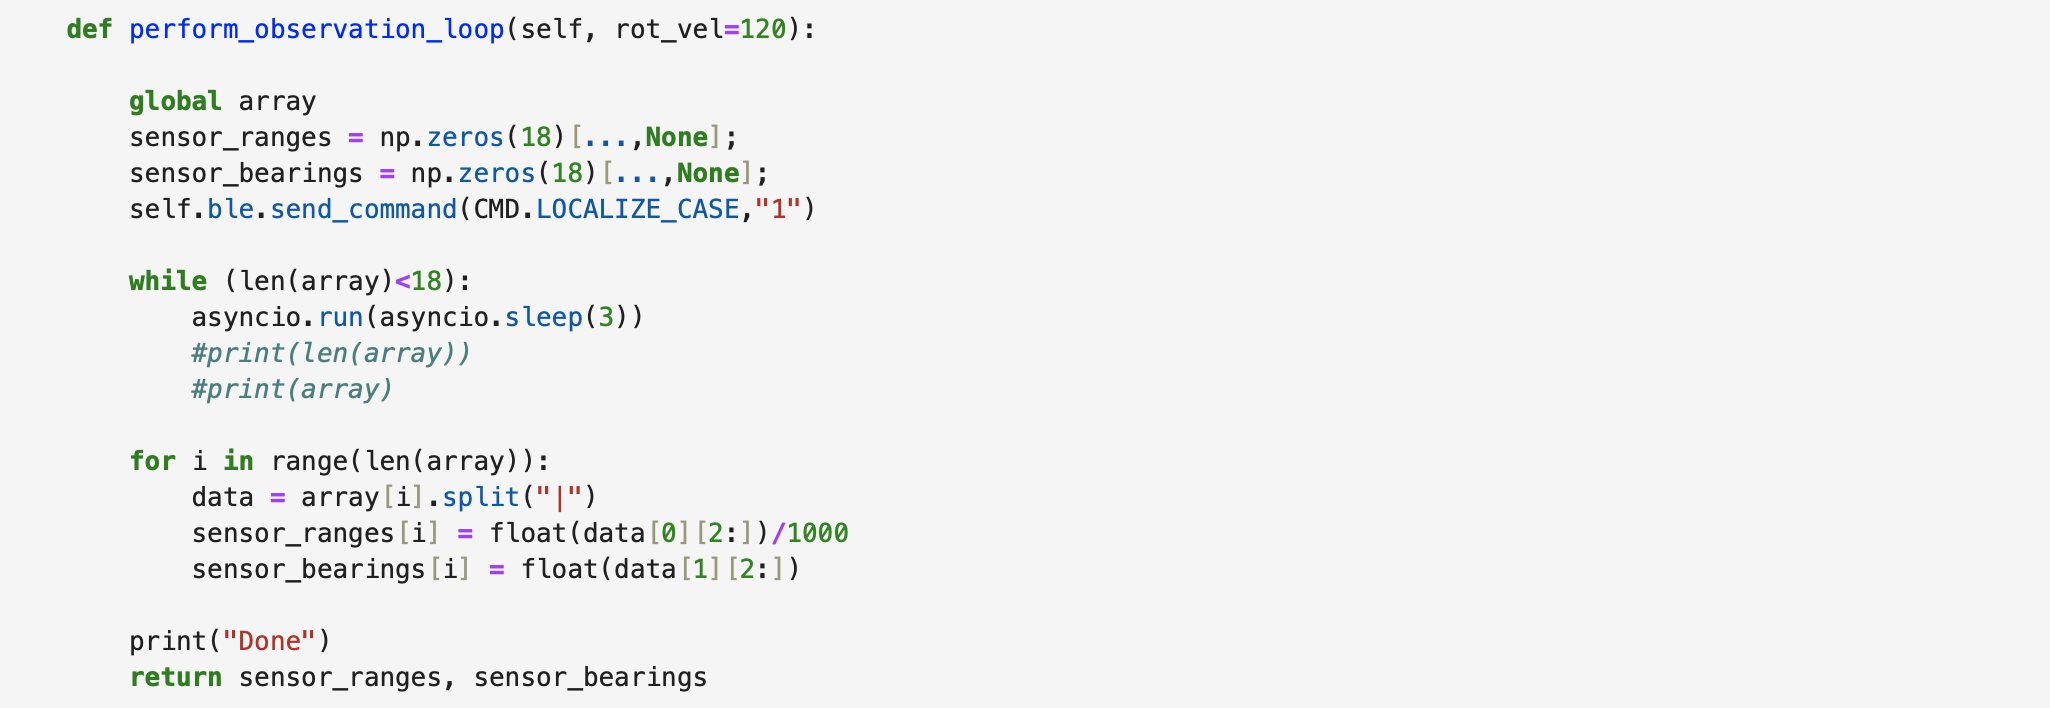 def perform_observation_loop(self, rot_vel=120):
global array
sensor_ranges = np.zeros(18)[...,None];
sensor_bearings = np.zeros(18)[...,None];
self.ble.send_command(CMD.LOCALIZE_CASE,"1")
while (len(array)<18):
asyncio.run(asyncio.sleep(3))
#print(len(array))
#print(array)
for i in range(len(array)):
data = array[i].split("|")
sensor_ranges[i] = float(data[0][2:])/1000
sensor_bearings[i] = float(data[1][2:])
print("Done")
return sensor_ranges, sensor_bearings